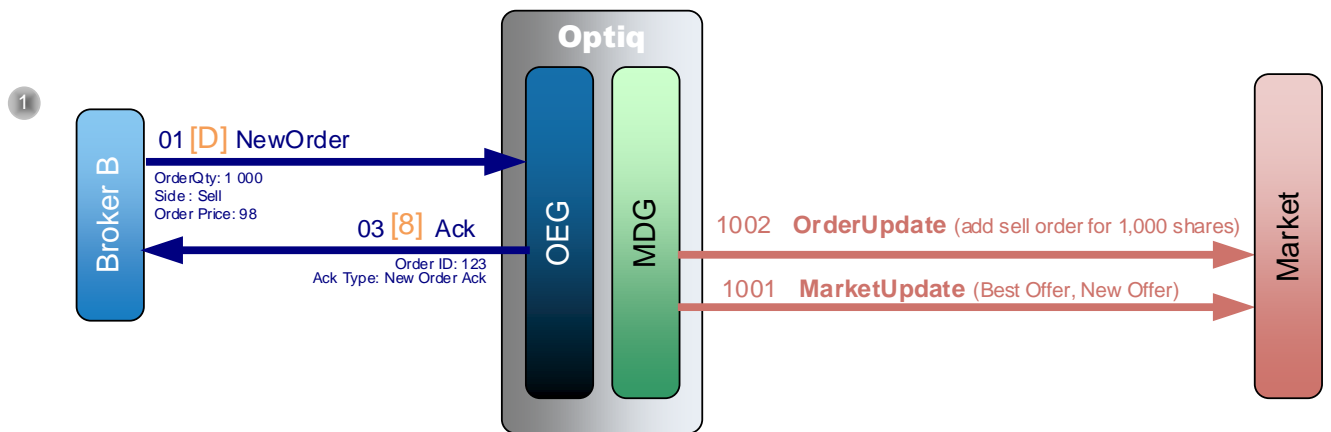 Optiq
1
01 [D] NewOrder
OrderQty: 1 000
Side : Sell
Order Price: 98
Broker B
03 [8] Ack
Order ID: 123
Ack Type: New Order Ack
OEG
MDG
1002 OrderUpdate (add sell order for 1,000 shares)
1001 MarketUpdate (Best Offer, New Offer)
Market